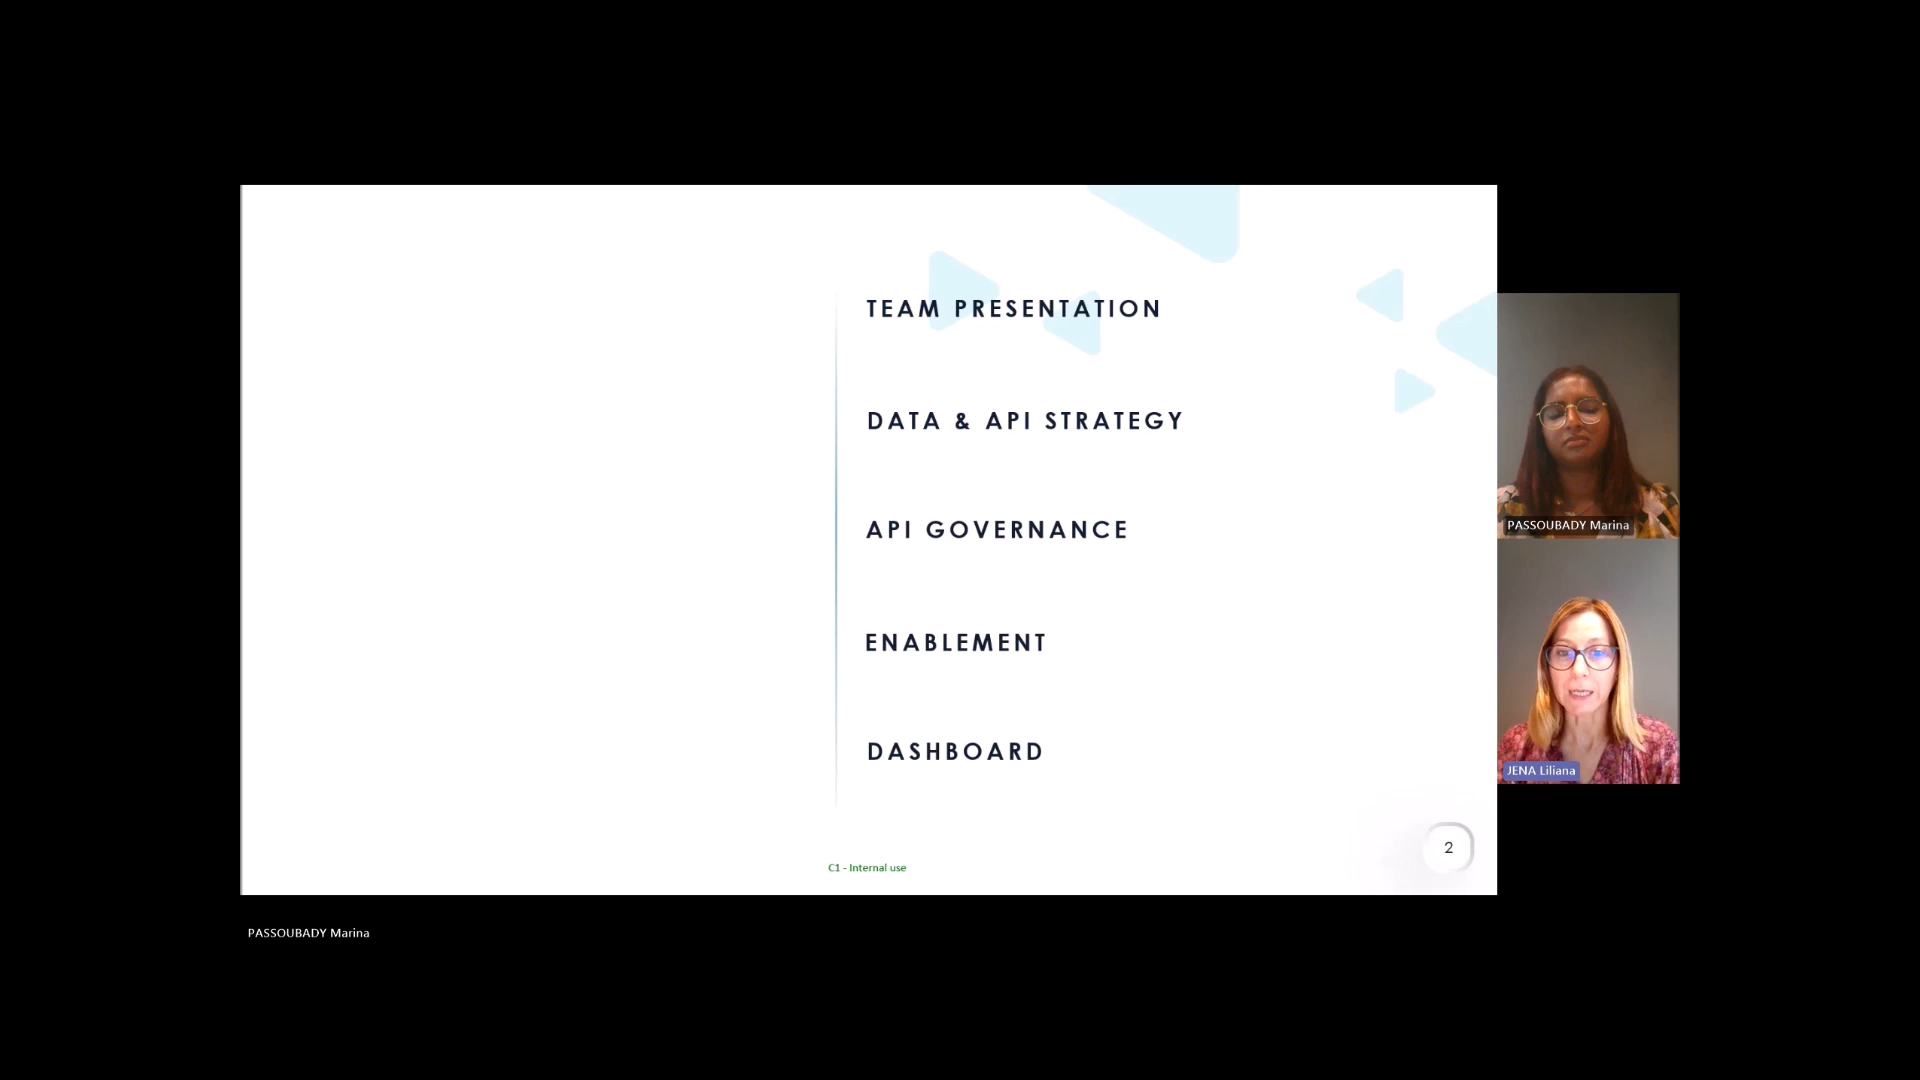 TEAM PRESENTATION
DATA & API STRATEGY
API GOVERNANCE
ENABLEMENT
DASHBOARD
2
C1 - Internal use
PASSOUBADY Marina
JENA Liliana
PASSOUBADY Marina